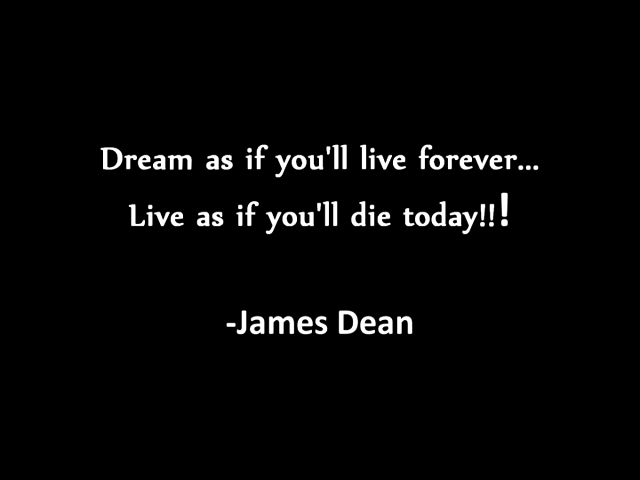 Dream as if you'll live forever...
Live as if you'll die today!!!
-James Dean